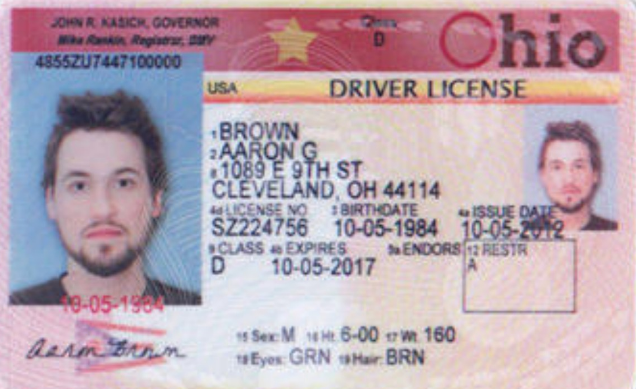 JOHN R. KASICH, GOVERNOR
Mike Rankin, Registrar, BMV
Class
D
Ohio
4855ZU7447100000
USA
DRIVER LICENSE
1 BROWN
2 AARON G
8 1089 E 9TH ST
CLEVELAND, OH 44114
4d LICENSE NO 3 BIRTHDATE 4a ISSUE DATE
SZ224756 10-05-1984 10-05-2012
9 CLASS 4b EXPIRES 9a ENDORS 12 RESTR
D 10-05-2017 A
10-05-1984
Aaron Brown
15 Sex: M 16 Ht. 6-00 17 Wt. 160
18 Eyes: GRN 19 Hair: BRN